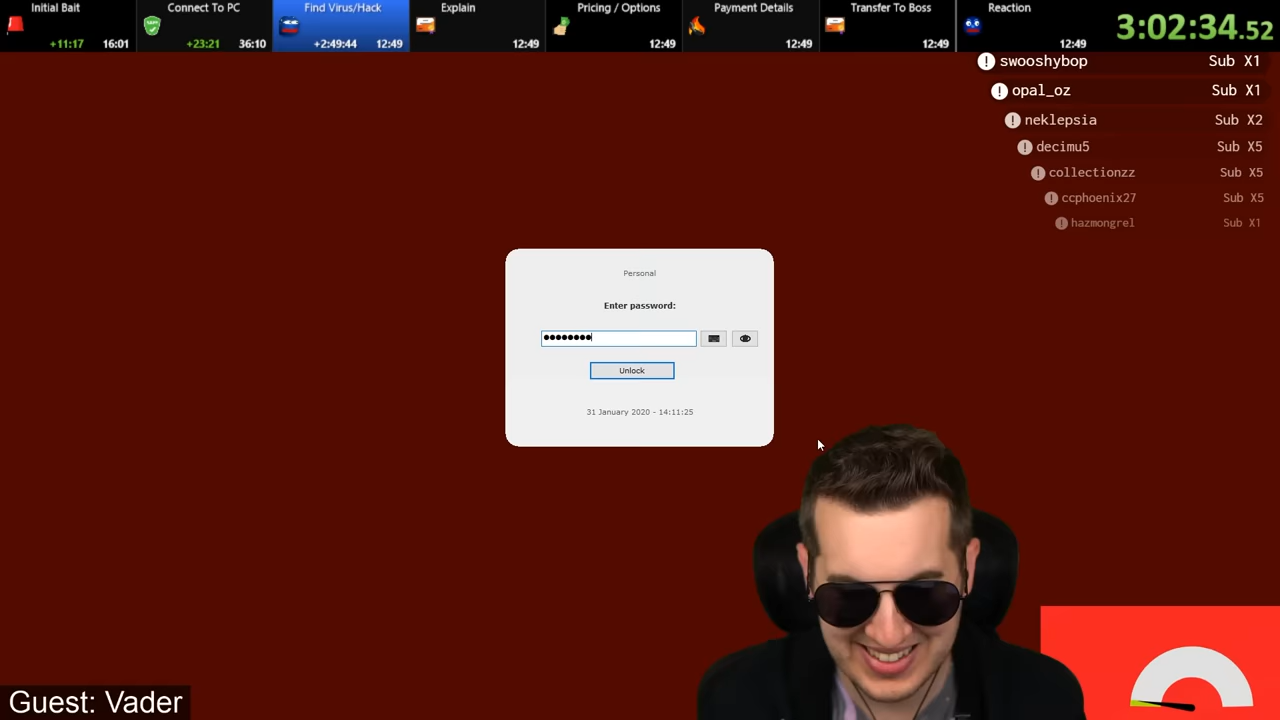 Initial Bait
+11:17 16:01
Connect To PC
+23:21 36:10
Find Virus/Hack
+2:49:44 12:49
Explain
12:49
Pricing / Options
12:49
Payment Details
12:49
Transfer To Boss
12:49
Reaction
12:49
3:02:34.52
swooshybop Sub X1
opal_oz Sub X1
neklepsia Sub X2
decimu5 Sub X5
collectionzz Sub X5
ccphoenix27 Sub X5
hazmongrel Sub X1
Personal
Enter password:
Unlock
31 January 2020 - 14:11:25
Guest: Vader